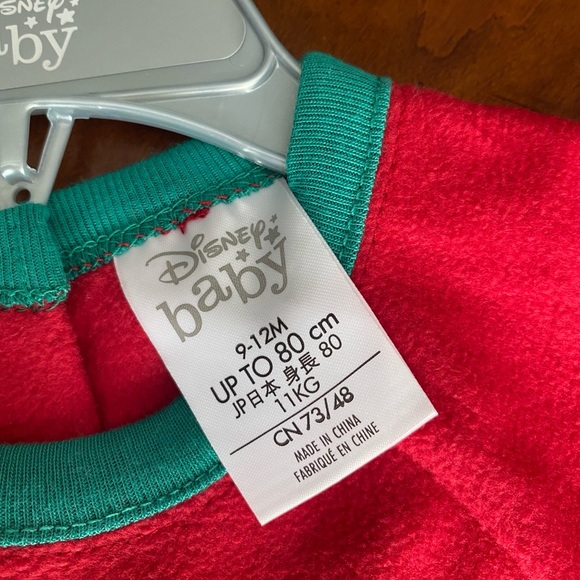 Disney
baby
Disney
baby
9-12M
UP TO 80 cm
JP日本 身長 80
11KG
CN 73/48
MADE IN CHINA
FABRIQUÉ EN CHINE